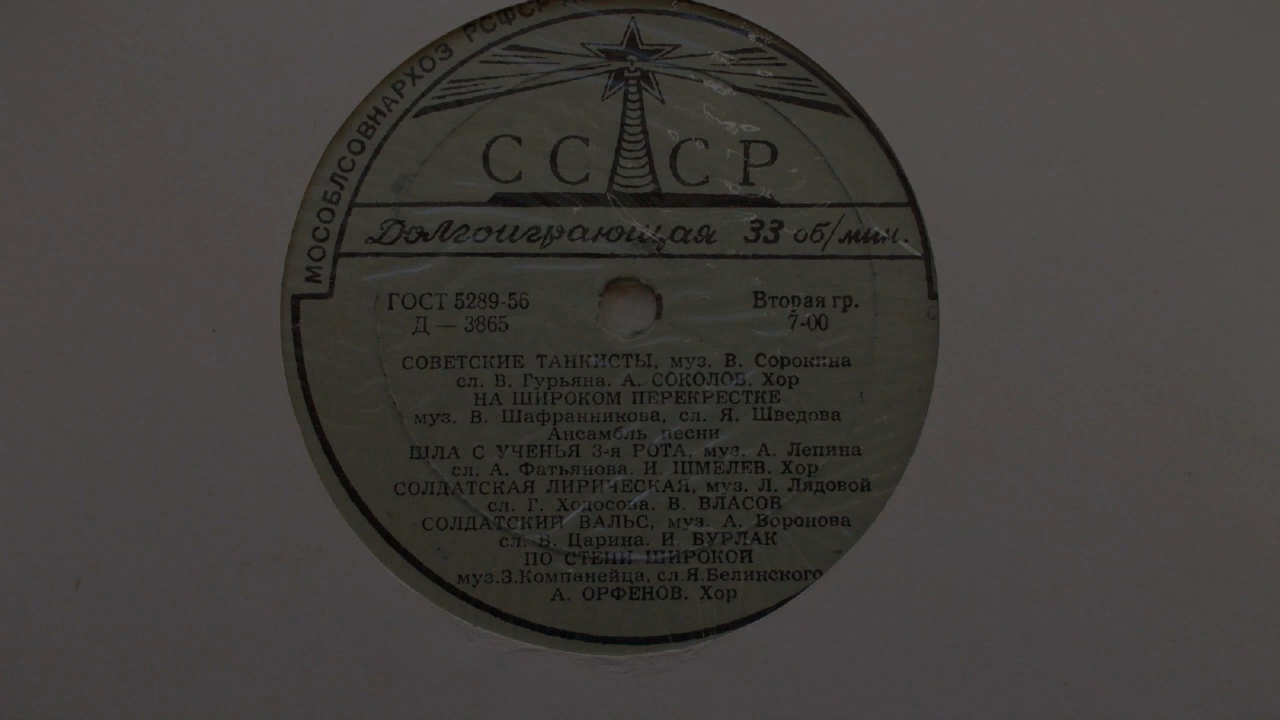 МОСОБЛСОВНАРХОЗ РСФСР
СССР
Долгоиграющая 33 об/мин.
ГОСТ 5289-56
Д — 3865
Вторая гр.
7-00
СОВЕТСКИЕ ТАНКИСТЫ, муз. В. Сорокина
сл. В. Гурьяна. А. СОКОЛОВ. Хор
НА ШИРОКОМ ПЕРЕКРЕСТКЕ
муз. В. Шафранникова, сл. Я. Шведова
Ансамбль песни
ШЛА С УЧЕНЬЯ 3-я РОТА, муз. А. Лепина
сл. А. Фатьянова. И. ШМЕЛЕВ. Хор
СОЛДАТСКАЯ ЛИРИЧЕСКАЯ, муз. Л. Лядовой
сл. Г. Ходосова. В. ВЛАСОВ
СОЛДАТСКИЙ ВАЛЬС, муз. А. Воронова
сл. В. Царина. И. БУРЛАК
ПО СТЕПИ ШИРОКОЙ
муз.З.Компанейца, сл.Я.Белинского
А. ОРФЕНОВ. Хор